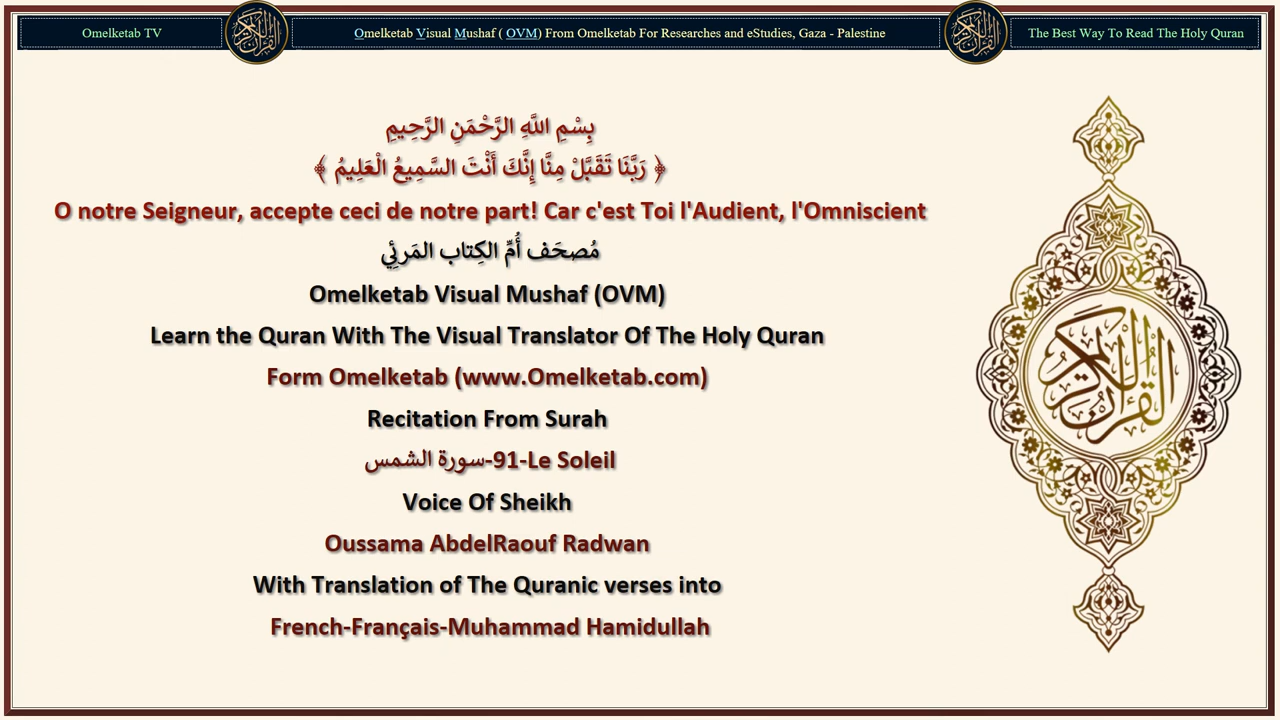 Omelketab TV
Omelketab Visual Mushaf ( OVM) From Omelketab For Researches and eStudies, Gaza - Palestine
The Best Way To Read The Holy Quran
بِسْمِ اللَّهِ الرَّحْمَنِ الرَّحِيمِ
﴿ رَبَّنَا تَقَبَّلْ مِنَّا إِنَّكَ أَنْتَ السَّمِيعُ الْعَلِيمُ ﴾
O notre Seigneur, accepte ceci de notre part! Car c'est Toi l'Audient, l'Omniscient
مُصحَف أُمِّ الكِتاب المَرئِي
Omelketab Visual Mushaf (OVM)
Learn the Quran With The Visual Translator Of The Holy Quran
Form Omelketab (www.Omelketab.com)
Recitation From Surah
سورة الشمس-91-Le Soleil
Voice Of Sheikh
Oussama AbdelRaouf Radwan
With Translation of The Quranic verses into
French-Français-Muhammad Hamidullah
القرآن الكريم